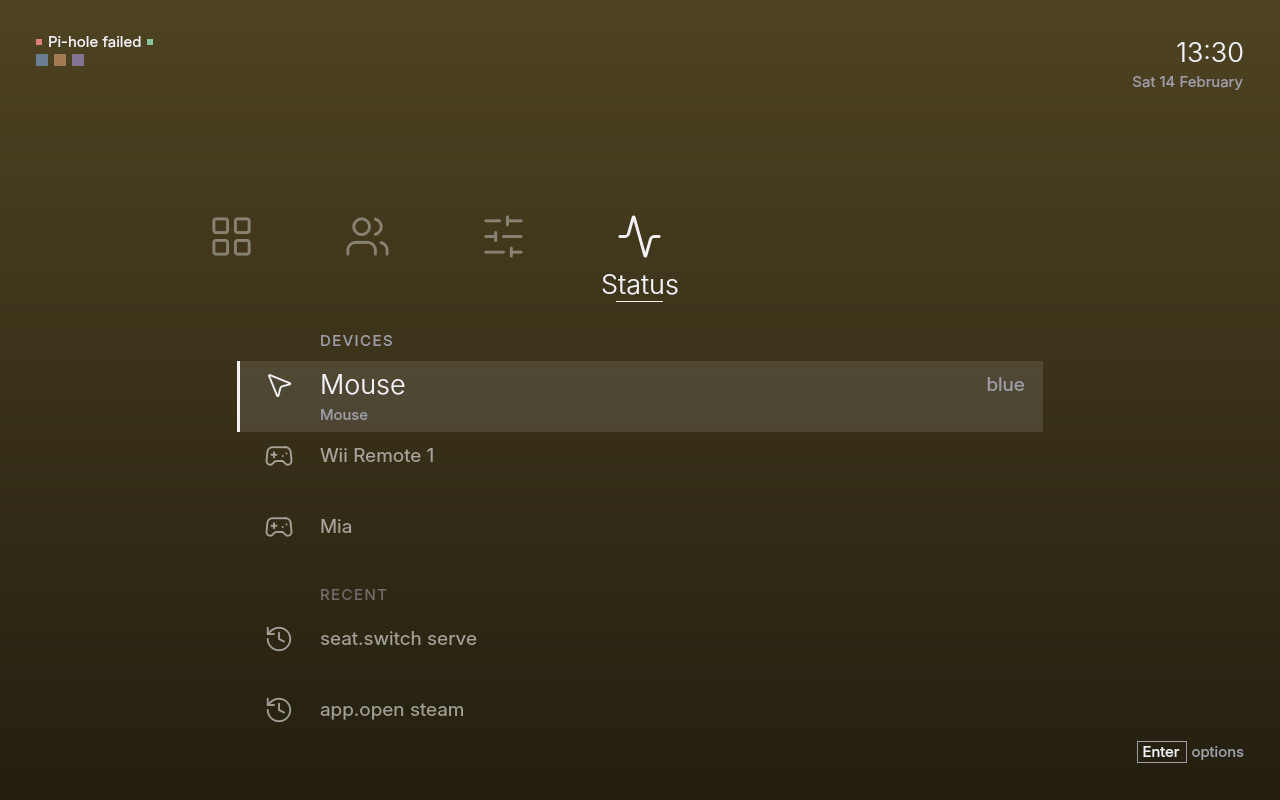 Pi-hole failed
13:30
Sat 14 February
Status
DEVICES
Mouse
blue
Mouse
Wii Remote 1
Mia
RECENT
seat.switch serve
app.open steam
Enter options